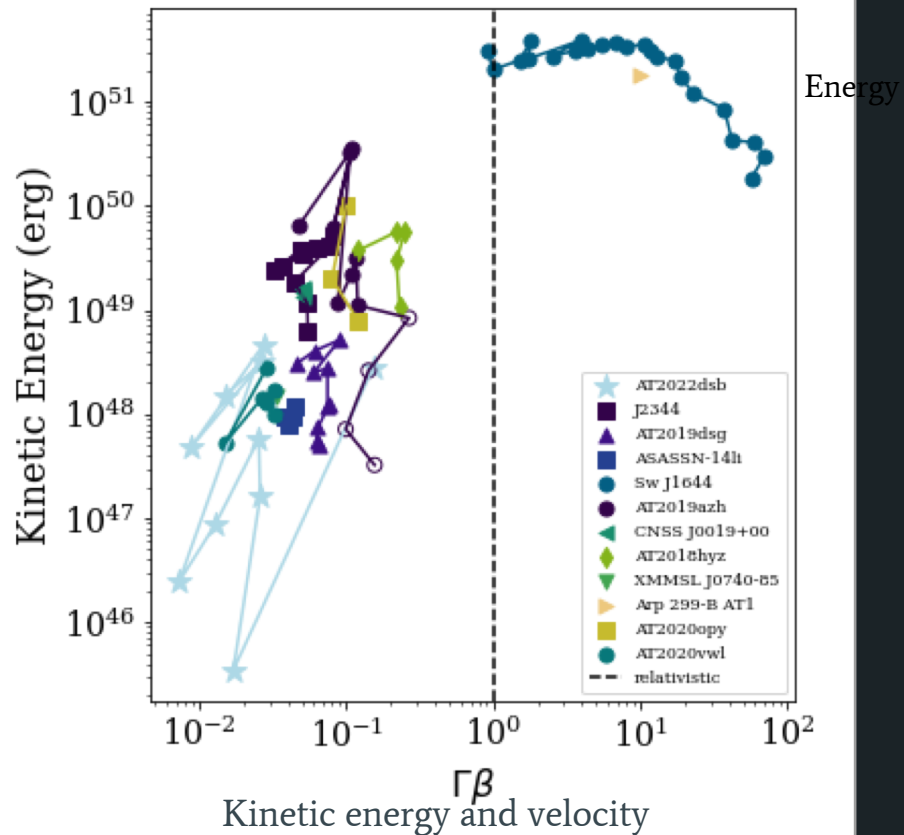 10^51
10^50
10^49
10^48
10^47
10^46
Kinetic Energy (erg)
Energy
AT2022dsb
J2344
AT2019dsg
ASASSN-14li
Sw J1644
AT2019azh
CNSS J0019+00
AT2018hyz
XMMSL J0740-85
Arp 299-B AT1
AT2020opy
AT2020vwl
relativistic
10^−2 10^−1 10^0 10^1 10^2
Γβ
Kinetic energy and velocity